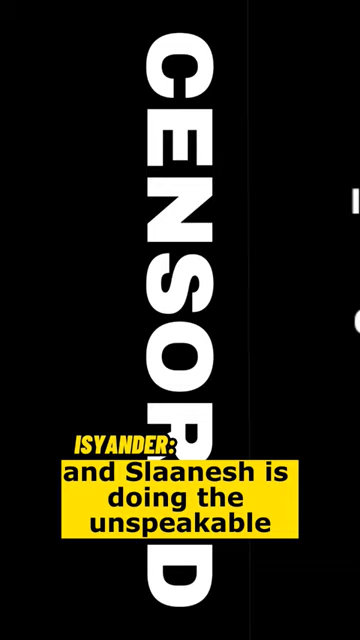 CENSORED
ISYANDER:
and Slaanesh is
doing the
unspeakable